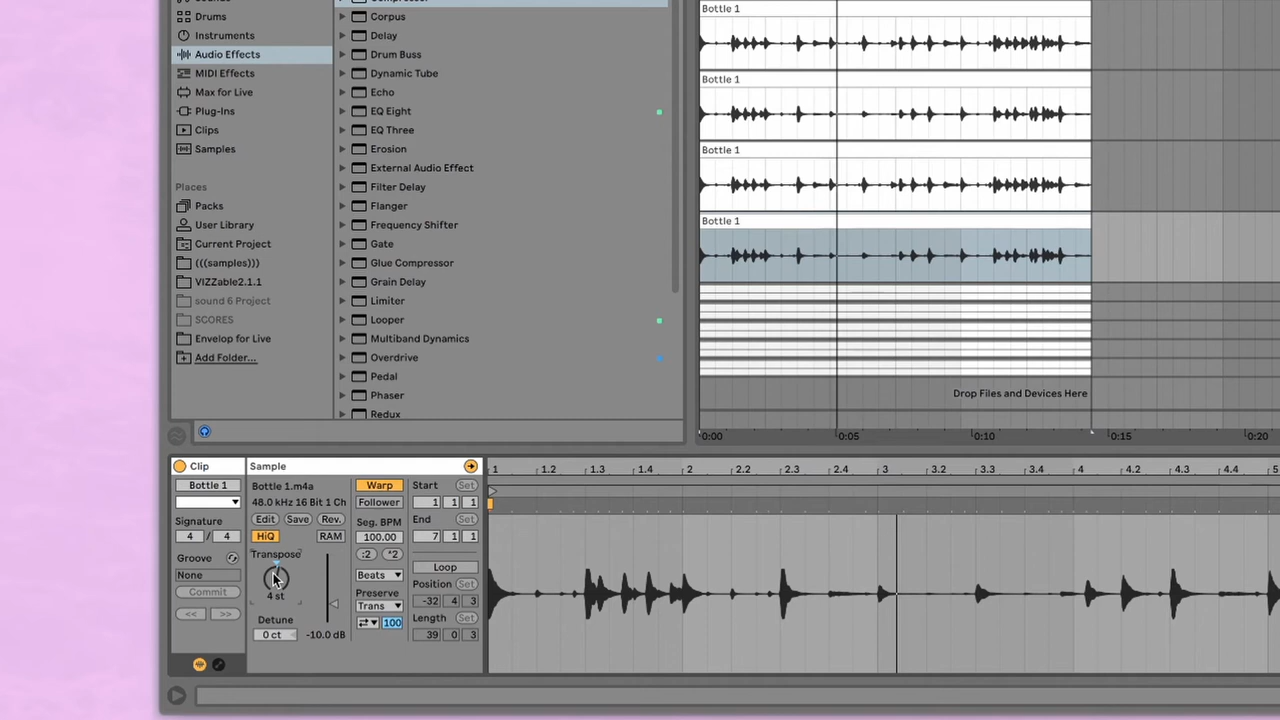 Drums
Instruments
Audio Effects
MIDI Effects
Max for Live
Plug-Ins
Clips
Samples
Places
Packs
User Library
Current Project
(((samples)))
VIZZable2.1.1
sound 6 Project
SCORES
Envelop for Live
Add Folder...
Corpus
Delay
Drum Buss
Dynamic Tube
Echo
EQ Eight
EQ Three
Erosion
External Audio Effect
Filter Delay
Flanger
Frequency Shifter
Gate
Glue Compressor
Grain Delay
Limiter
Looper
Multiband Dynamics
Overdrive
Pedal
Phaser
Redux
Bottle 1
Bottle 1
Bottle 1
Bottle 1
Drop Files and Devices Here
0:00 0:05 0:10 0:15 0:20
Clip
Bottle 1
Signature
4 / 4
Groove
None
Commit
<< >>
Sample
Bottle 1.m4a
48.0 kHz 16 Bit 1 Ch
Edit Save Rev.
HiQ RAM
Transpose
4 st
Detune
0 ct -10.0 dB
Warp
Follower
Seg. BPM
100.00
:2 *2
Beats
Preserve
Trans
100
Start Set
1 1 1
End Set
7 1 1
Loop
Position Set
-32 4 3
Length Set
39 0 3
1 1.2 1.3 1.4 2 2.2 2.3 2.4 3 3.2 3.3 3.4 4 4.2 4.3 4.4 5